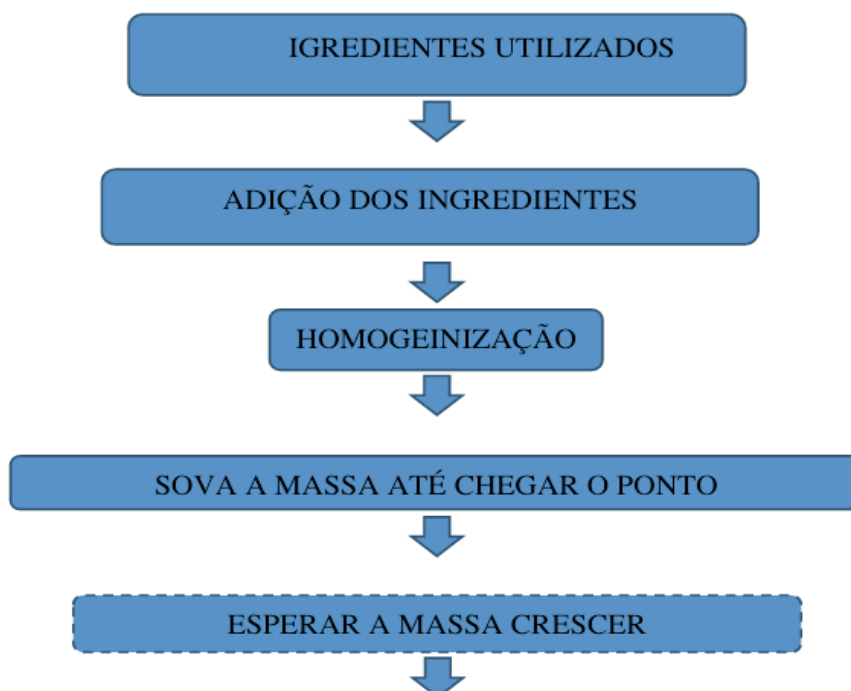 IGREDIENTES UTILIZADOS
ADIÇÃO DOS INGREDIENTES
HOMOGEINIZAÇÃO
SOVA A MASSA ATÉ CHEGAR O PONTO
ESPERAR A MASSA CRESCER